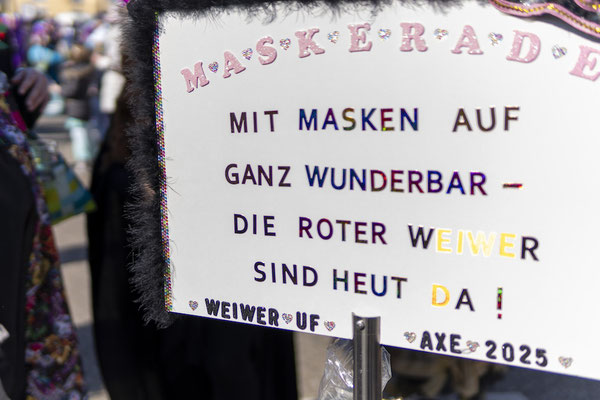 MASKERADE
MIT MASKEN AUF
GANZ WUNDERBAR –
DIE ROTER WEIWER
SIND HEUT DA !
WEIWER UF AXE 2025